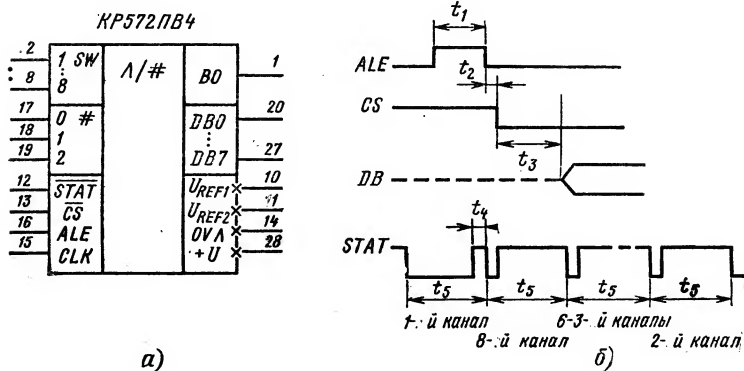 КР572ПВ4
2 1 SW
⋮ ⋮
8 8
17 0 #
18 1
19 2
12 STAT
13 CS
16 ALE
15 CLK
Λ/#
B0 1
DB0 20
⋮
DB7 27
U_REF1 10
U_REF2 11
0VΛ 14
+U 28
а)
t₁
ALE
t₂
CS
t₃
DB
t₄
STAT
t₅ t₅ t₅ t₅
1-й канал 6-3-й каналы
8-й канал 2-й канал
б)